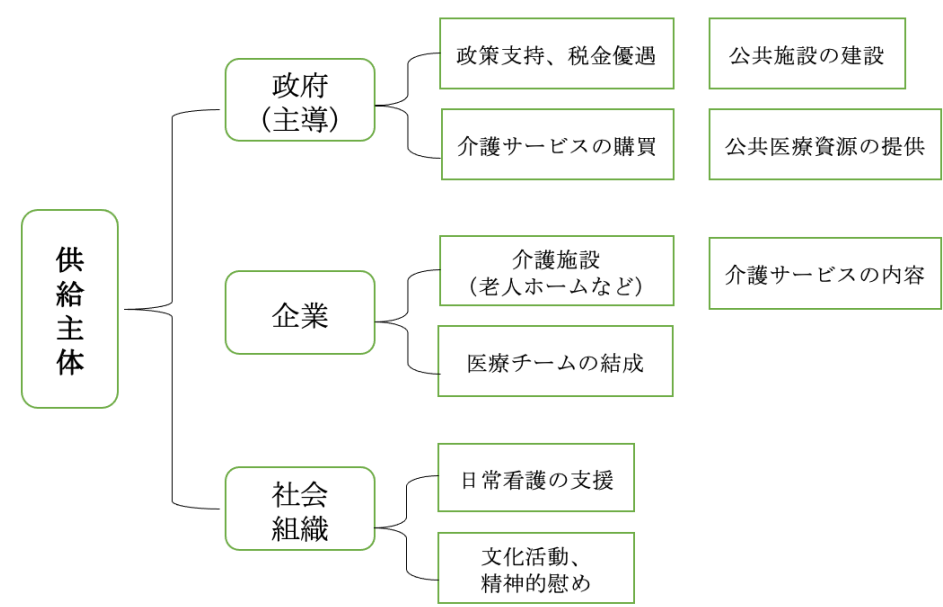 供給主体
政府
（主導）
政策支持、税金優遇
公共施設の建設
介護サービスの購買
公共医療資源の提供
企業
介護施設
（老人ホームなど）
介護サービスの内容
医療チームの結成
社会
組織
日常看護の支援
文化活動、
精神的慰め